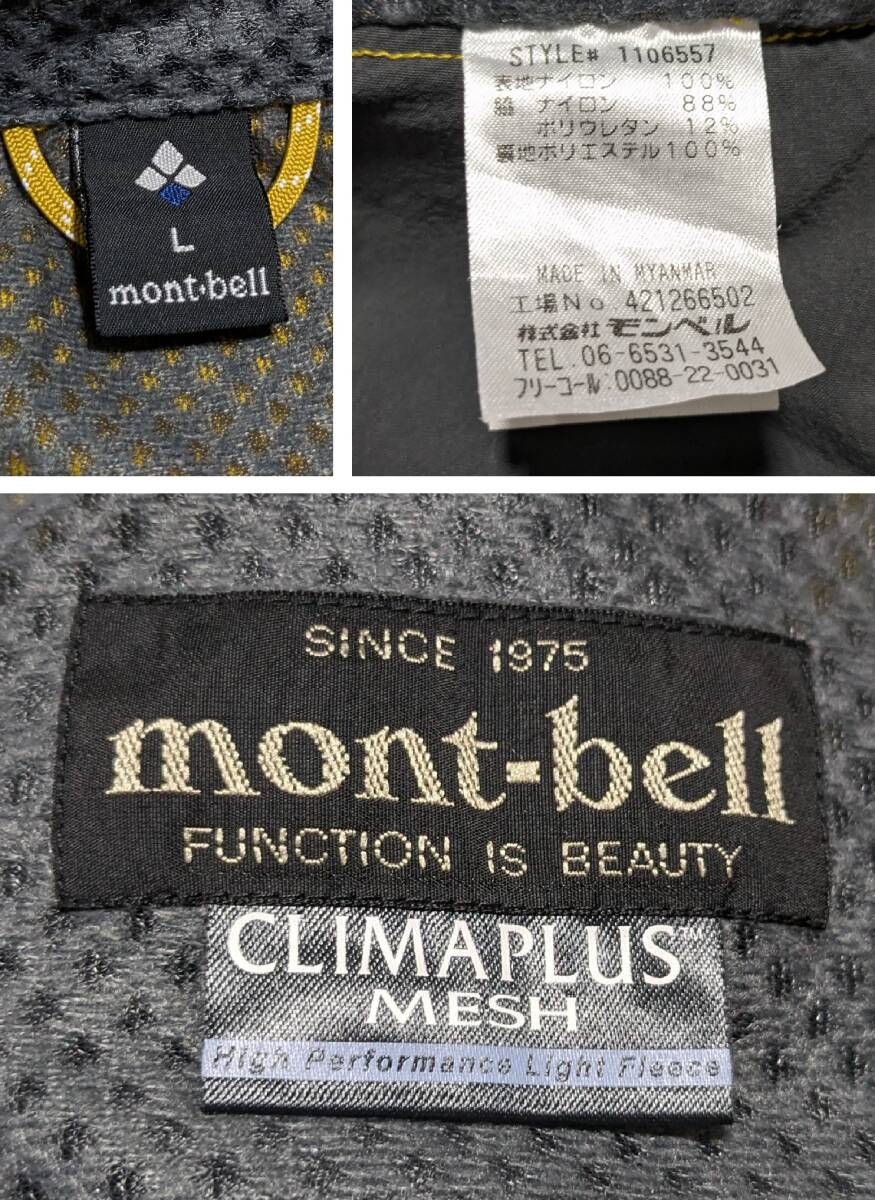 L
mont•bell
STYLE# 1106557
表地ナイロン 100%
脇 ナイロン 88%
ポリウレタン 12%
裏地ポリエステル100%
MADE IN MYANMAR
工場No 421266502
株式会社 モンベル
TEL.06-6531-3544
フリーコール:0088-22-0031
SINCE 1975
mont-bell
FUNCTION IS BEAUTY
CLIMAPLUS™
MESH
High Performance Light Fleece